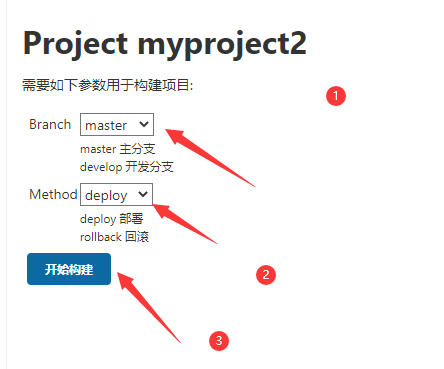 Project myproject2
需要如下参数用于构建项目:
1
Branch master
master 主分支
develop 开发分支
Method deploy
deploy 部署
rollback 回滚
开始构建
2
3